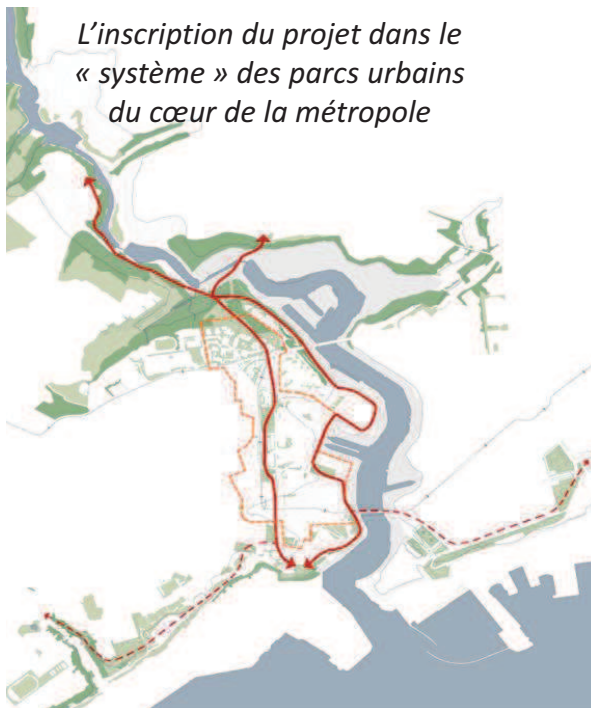 L’inscription du projet dans le
« système » des parcs urbains
du cœur de la métropole